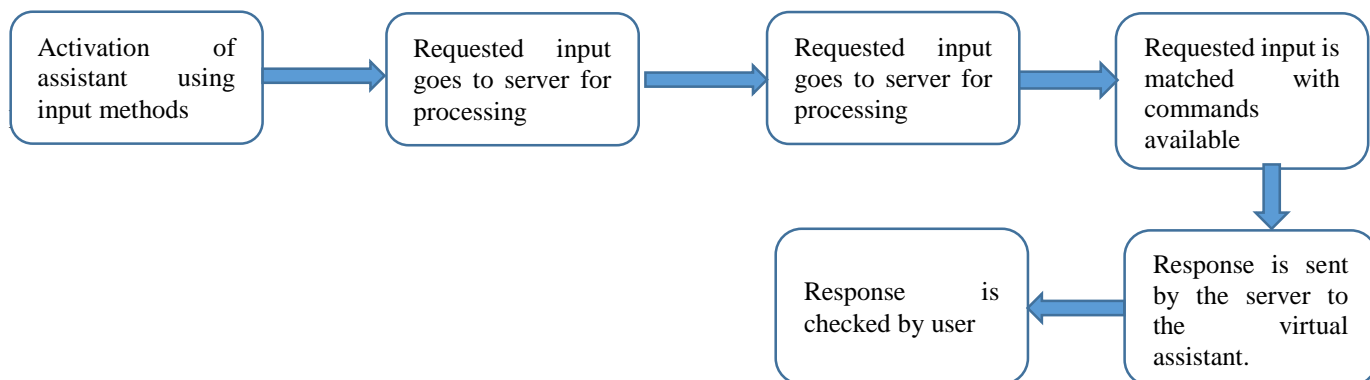 Activation of
assistant using
input methods
Requested input
goes to server for
processing
Requested input
goes to server for
processing
Requested input is
matched with
commands
available
Response is sent
by the server to
the virtual
assistant.
Response is
checked by user